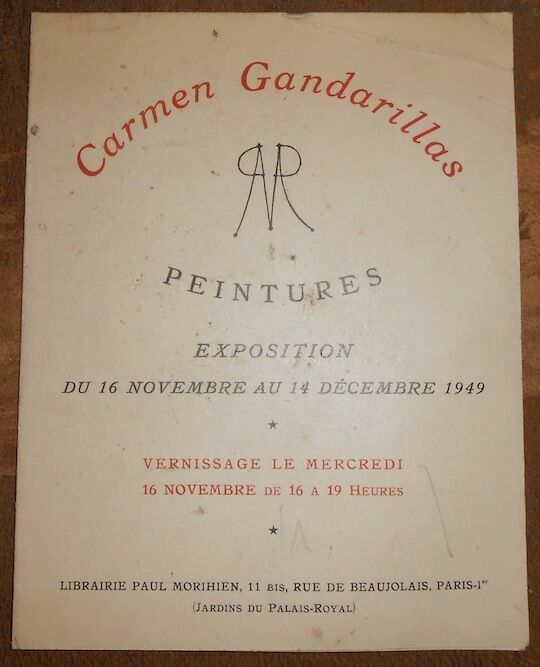 Carmen Gandarillas
PEINTURES
EXPOSITION
DU 16 NOVEMBRE AU 14 DÉCEMBRE 1949
VERNISSAGE LE MERCREDI
16 NOVEMBRE DE 16 A 19 HEURES
LIBRAIRIE PAUL MORIHIEN, 11 BIS, RUE DE BEAUJOLAIS, PARIS-1er
(JARDINS DU PALAIS-ROYAL)